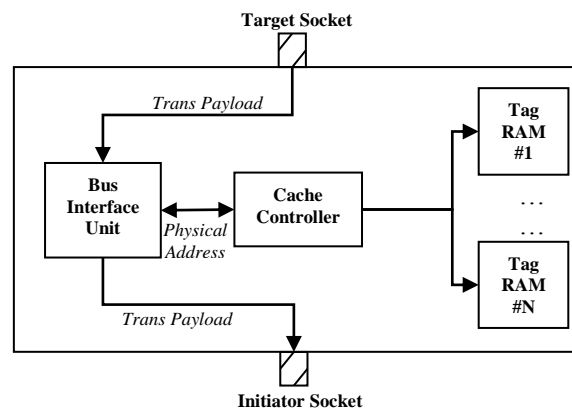 Target Socket
Trans Payload
Tag
RAM
#1
Bus
Interface
Unit
Physical
Address
Cache
Controller
...
...
Tag
RAM
#N
Trans Payload
Initiator Socket